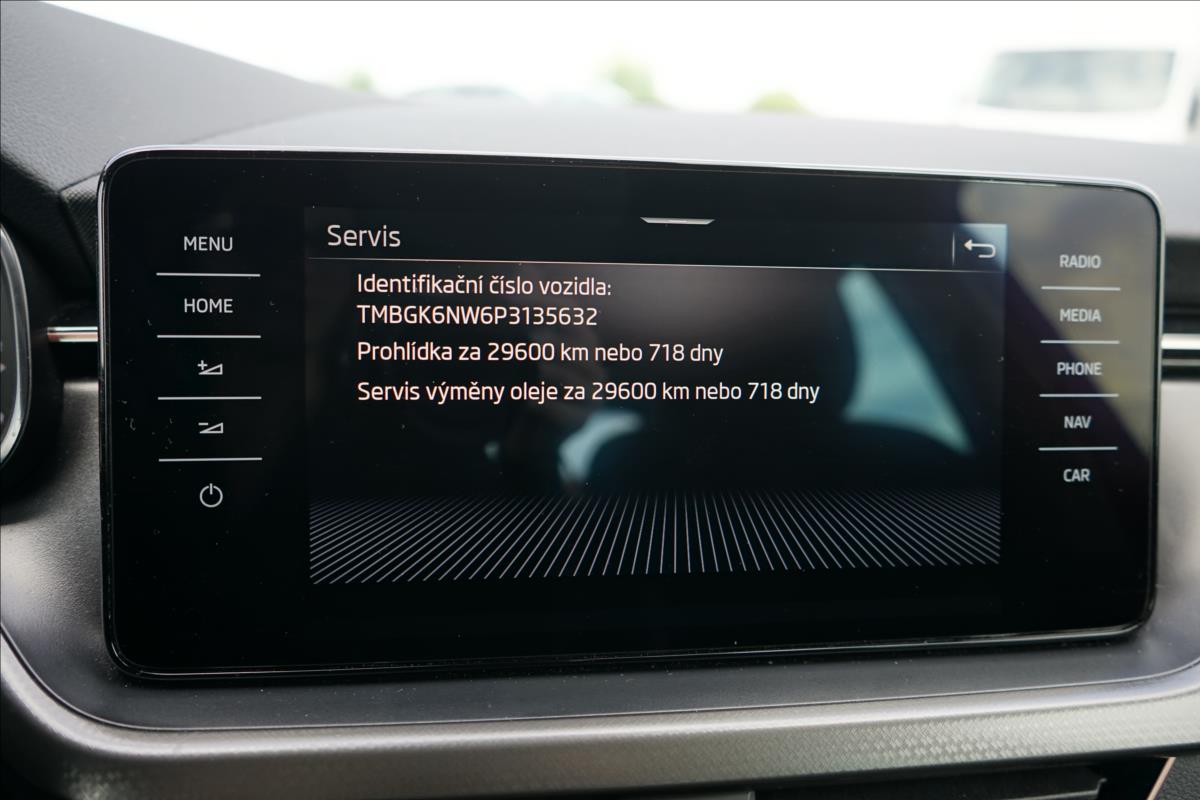 MENU
HOME
Servis
Identifikační číslo vozidla:
TMBGK6NW6P3135632
Prohlídka za 29600 km nebo 718 dny
Servis výměny oleje za 29600 km nebo 718 dny
RADIO
MEDIA
PHONE
NAV
CAR